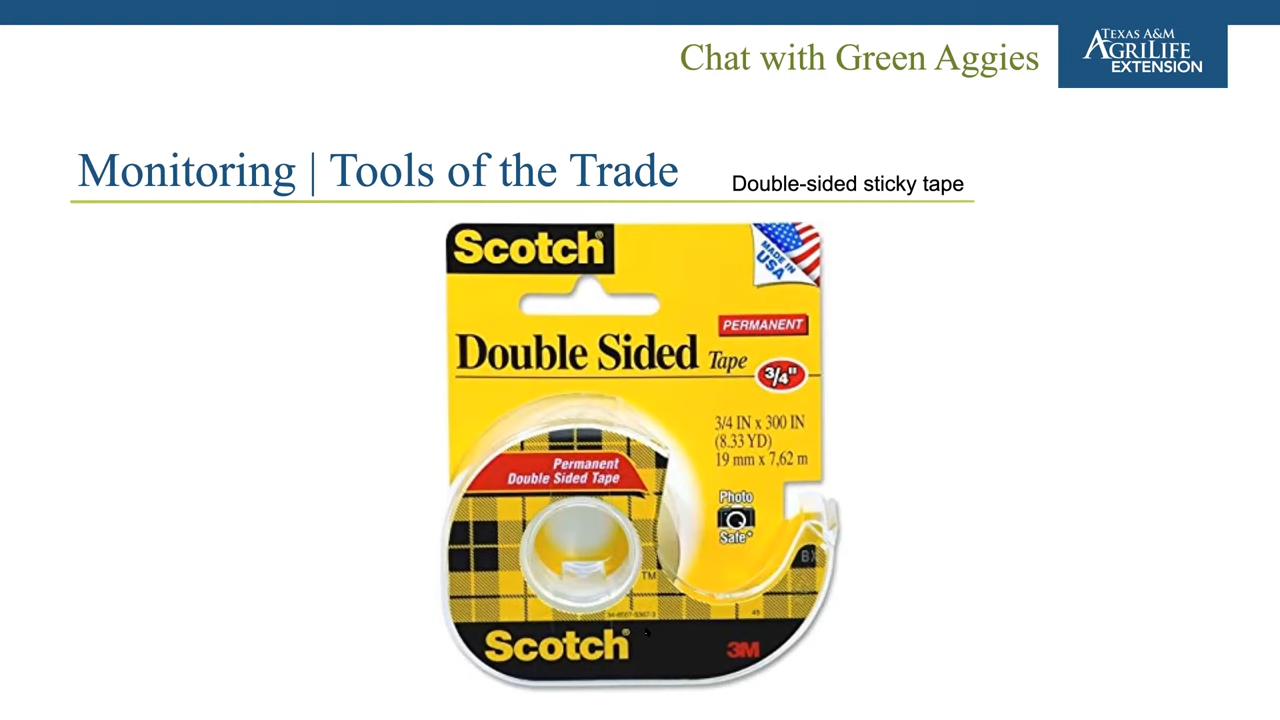 Chat with Green Aggies
TEXAS A&M
AGRILIFE
EXTENSION
Monitoring | Tools of the Trade
Double-sided sticky tape
Scotch®
MADE IN
USA
PERMANENT
Double Sided Tape
3/4"
3/4 IN x 300 IN
(8.33 YD)
19 mm x 7,62 m
Permanent
Double Sided Tape
Photo
Safe*
TM
45
Scotch®
3M